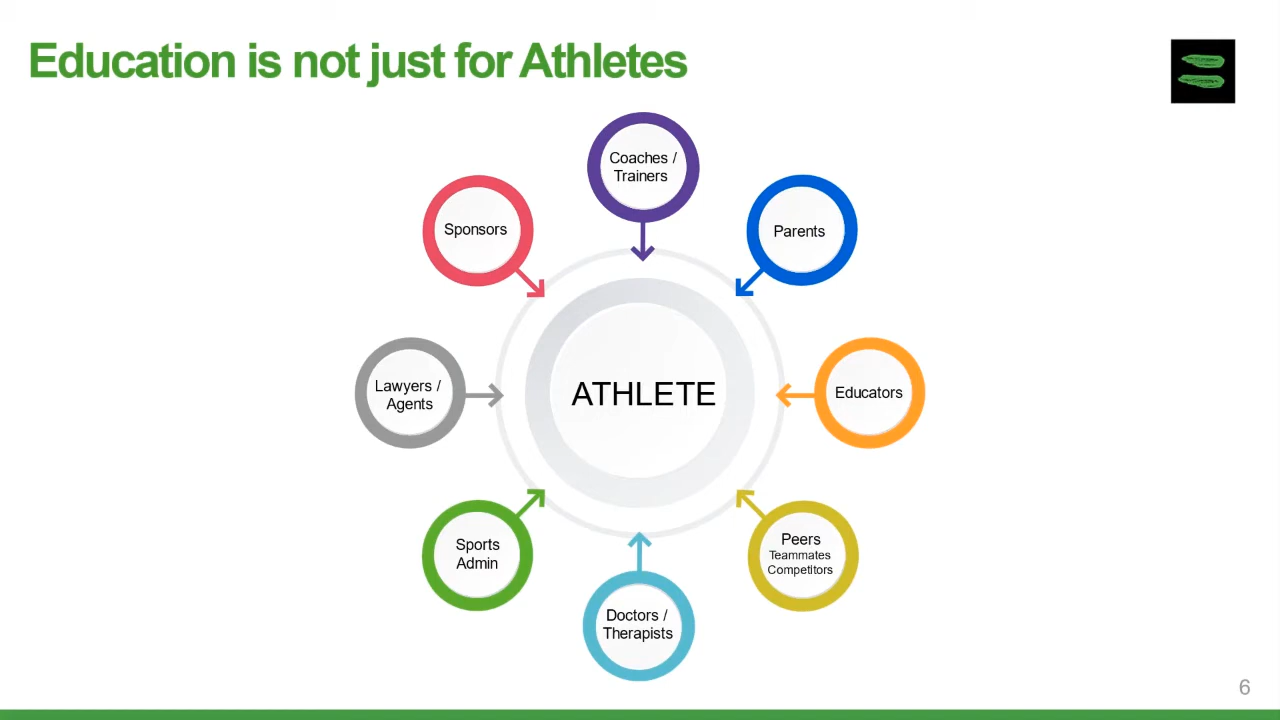 Education is not just for Athletes
Coaches /
Trainers
Sponsors
Parents
Lawyers /
Agents
ATHLETE
Educators
Sports
Admin
Peers
Teammates
Competitors
Doctors /
Therapists
6